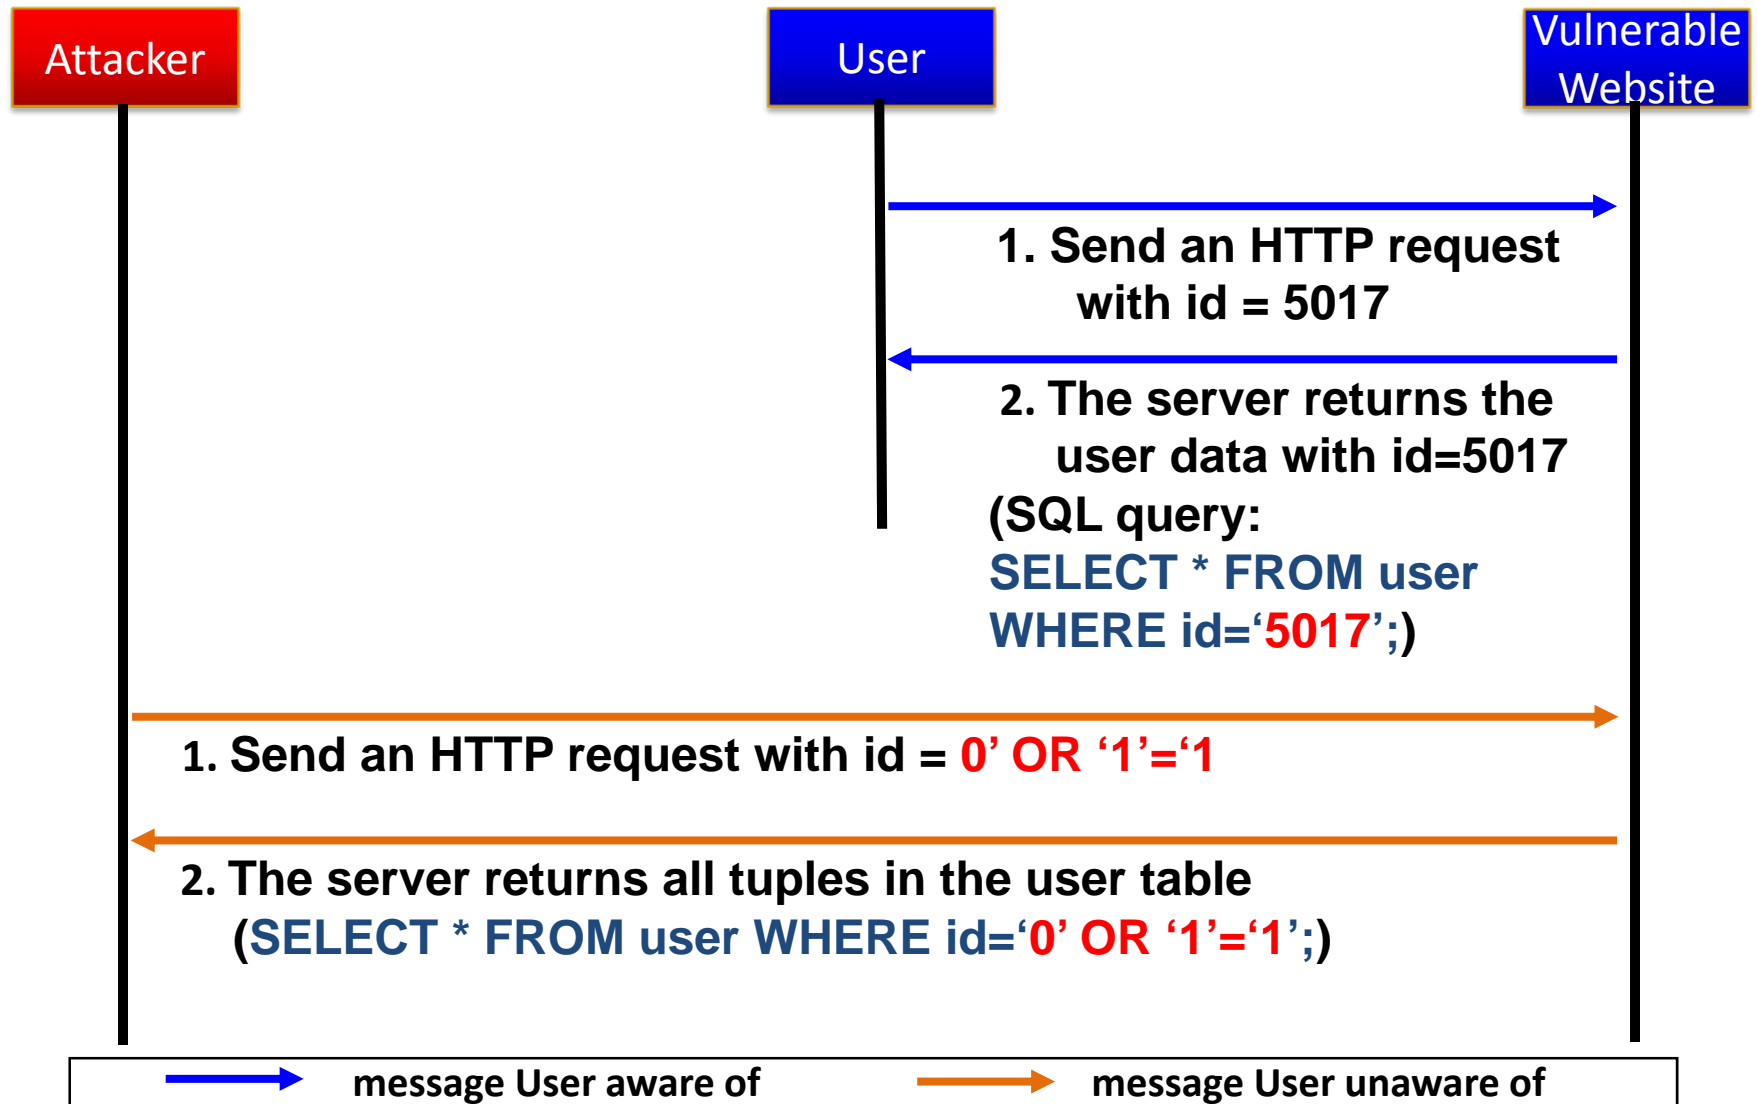 Attacker
User
Vulnerable
Website
1. Send an HTTP request
with id = 5017
2. The server returns the
user data with id=5017
(SQL query:
SELECT * FROM user
WHERE id=‘5017’;)
1. Send an HTTP request with id = 0’ OR ‘1’=‘1
2. The server returns all tuples in the user table
(SELECT * FROM user WHERE id=‘0’ OR ‘1’=‘1’;)
message User aware of
message User unaware of